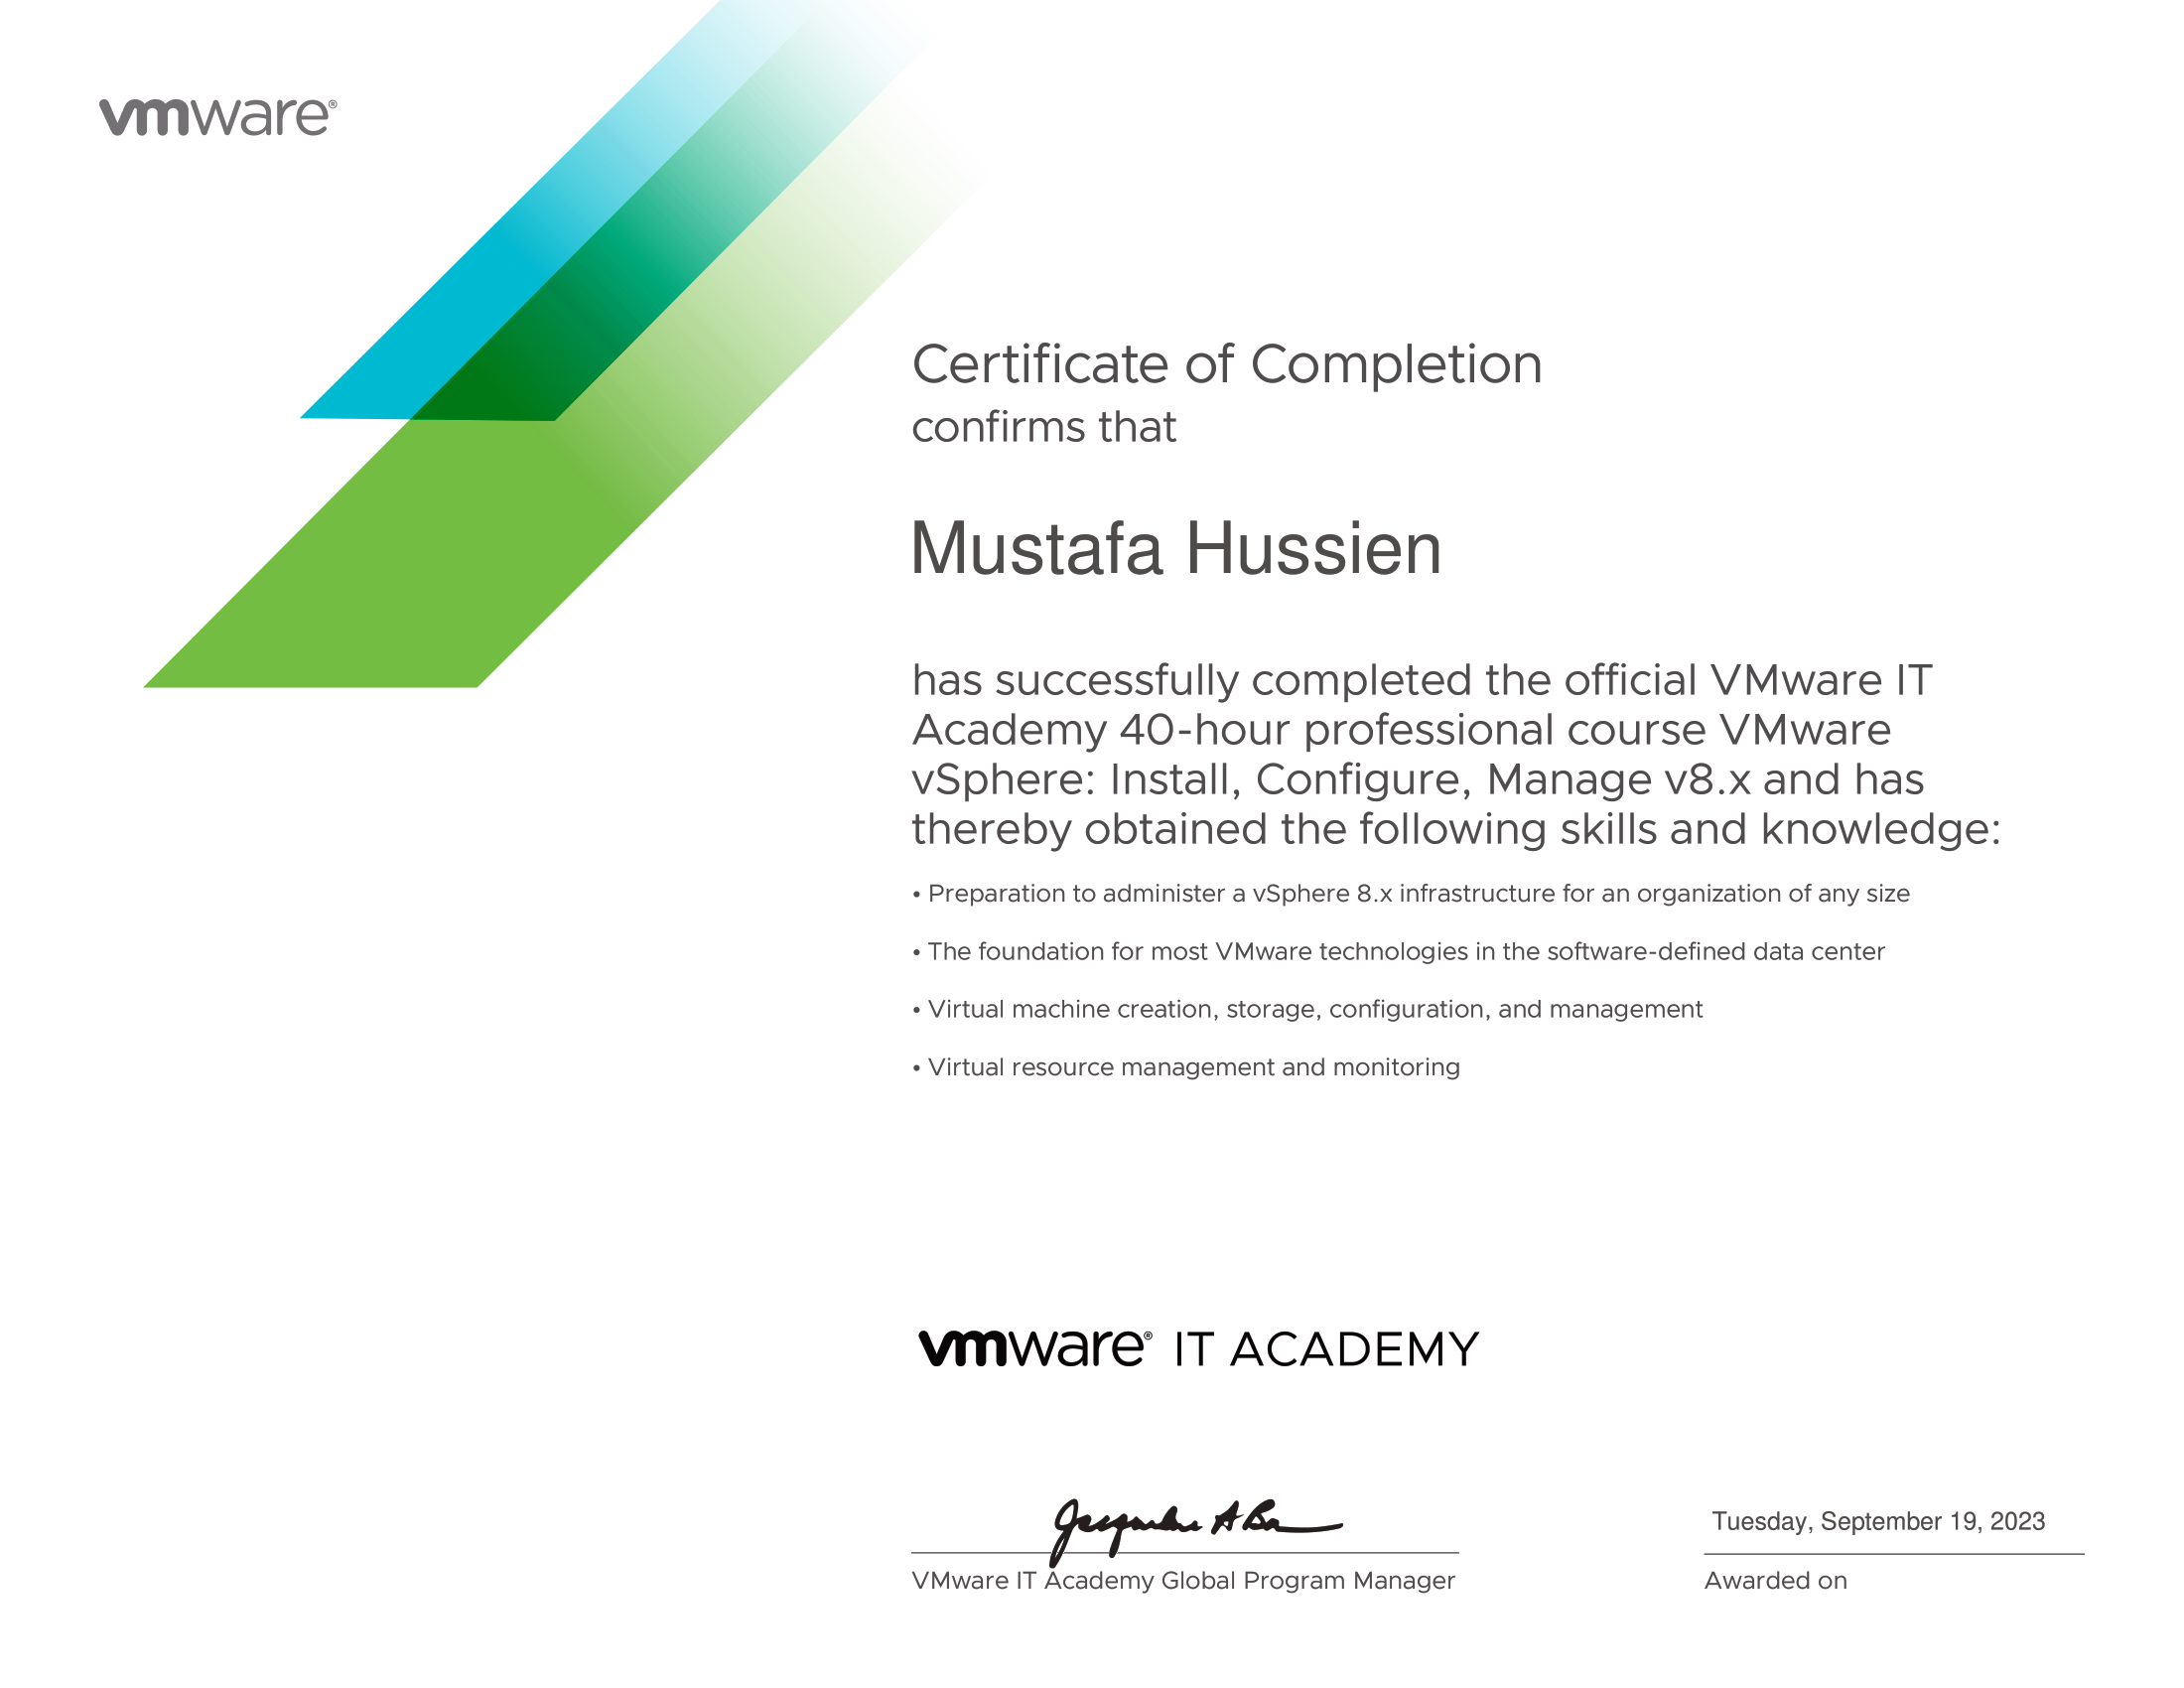 vmware®
Certificate of Completion
confirms that
Mustafa Hussien
has successfully completed the official VMware IT
Academy 40-hour professional course VMware
vSphere: Install, Configure, Manage v8.x and has
thereby obtained the following skills and knowledge:
• Preparation to administer a vSphere 8.x infrastructure for an organization of any size
• The foundation for most VMware technologies in the software-defined data center
• Virtual machine creation, storage, configuration, and management
• Virtual resource management and monitoring
vmware® IT ACADEMY
Tuesday, September 19, 2023
VMware IT Academy Global Program Manager
Awarded on